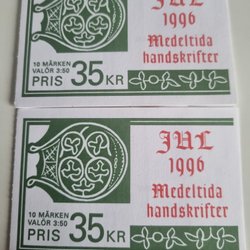 JUL
1996
Medeltida
handskrifter
10 MÄRKEN
VALÖR 3:50
PRIS 35 KR
JUL
1996
Medeltida
handskrifter
10 MÄRKEN
VALÖR 3:50
PRIS 35 KR